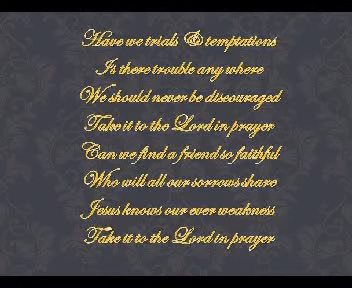 Have we trials & temptations
Is there trouble any where
We should never be discouraged
Take it to the Lord in prayer
Can we find a friend so faithful
Who will all our sorrows share
Jesus knows our ever weakness
Take it to the Lord in prayer